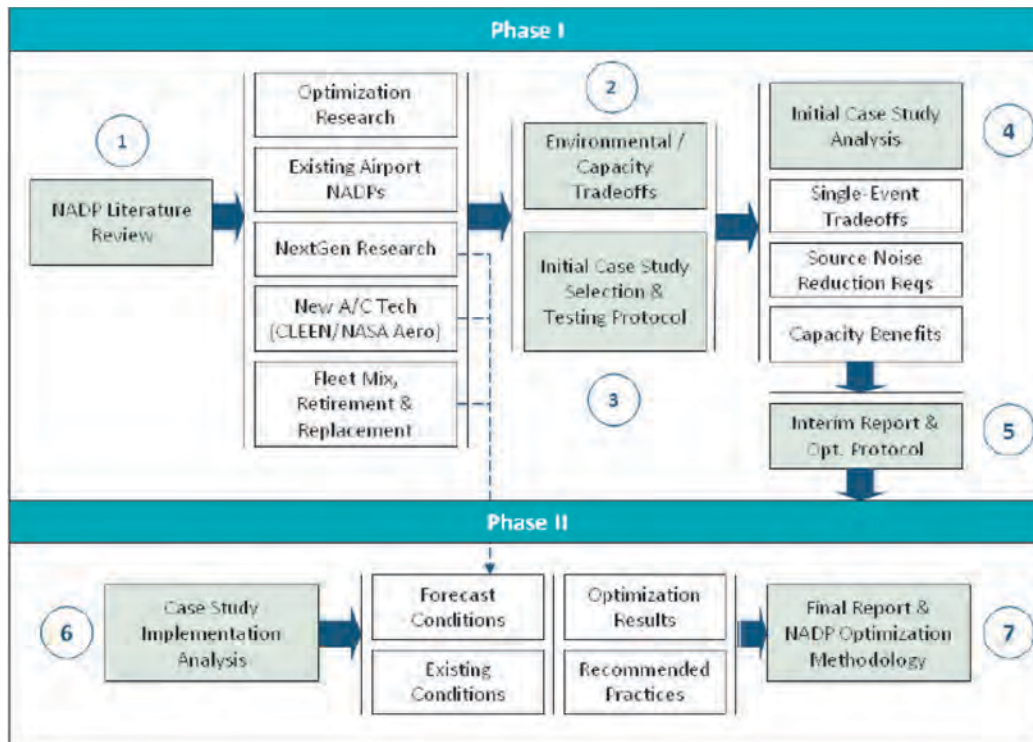 Phase I
1
NADP Literature
Review
Optimization
Research
Existing Airport
NADPs
NextGen Research
New A/C Tech
(CLEEN/NASA Aero)
Fleet Mix,
Retirement &
Replacement
2
Environmental /
Capacity
Tradeoffs
Initial Case Study
Selection &
Testing Protocol
3
Initial Case Study
Analysis
4
Single-Event
Tradeoffs
Source Noise
Reduction Reqs
Capacity Benefits
Interim Report &
Opt. Protocol
5
Phase II
6
Case Study
Implementation
Analysis
Forecast
Conditions
Existing
Conditions
Optimization
Results
Recommended
Practices
Final Report &
NADP Optimization
Methodology
7